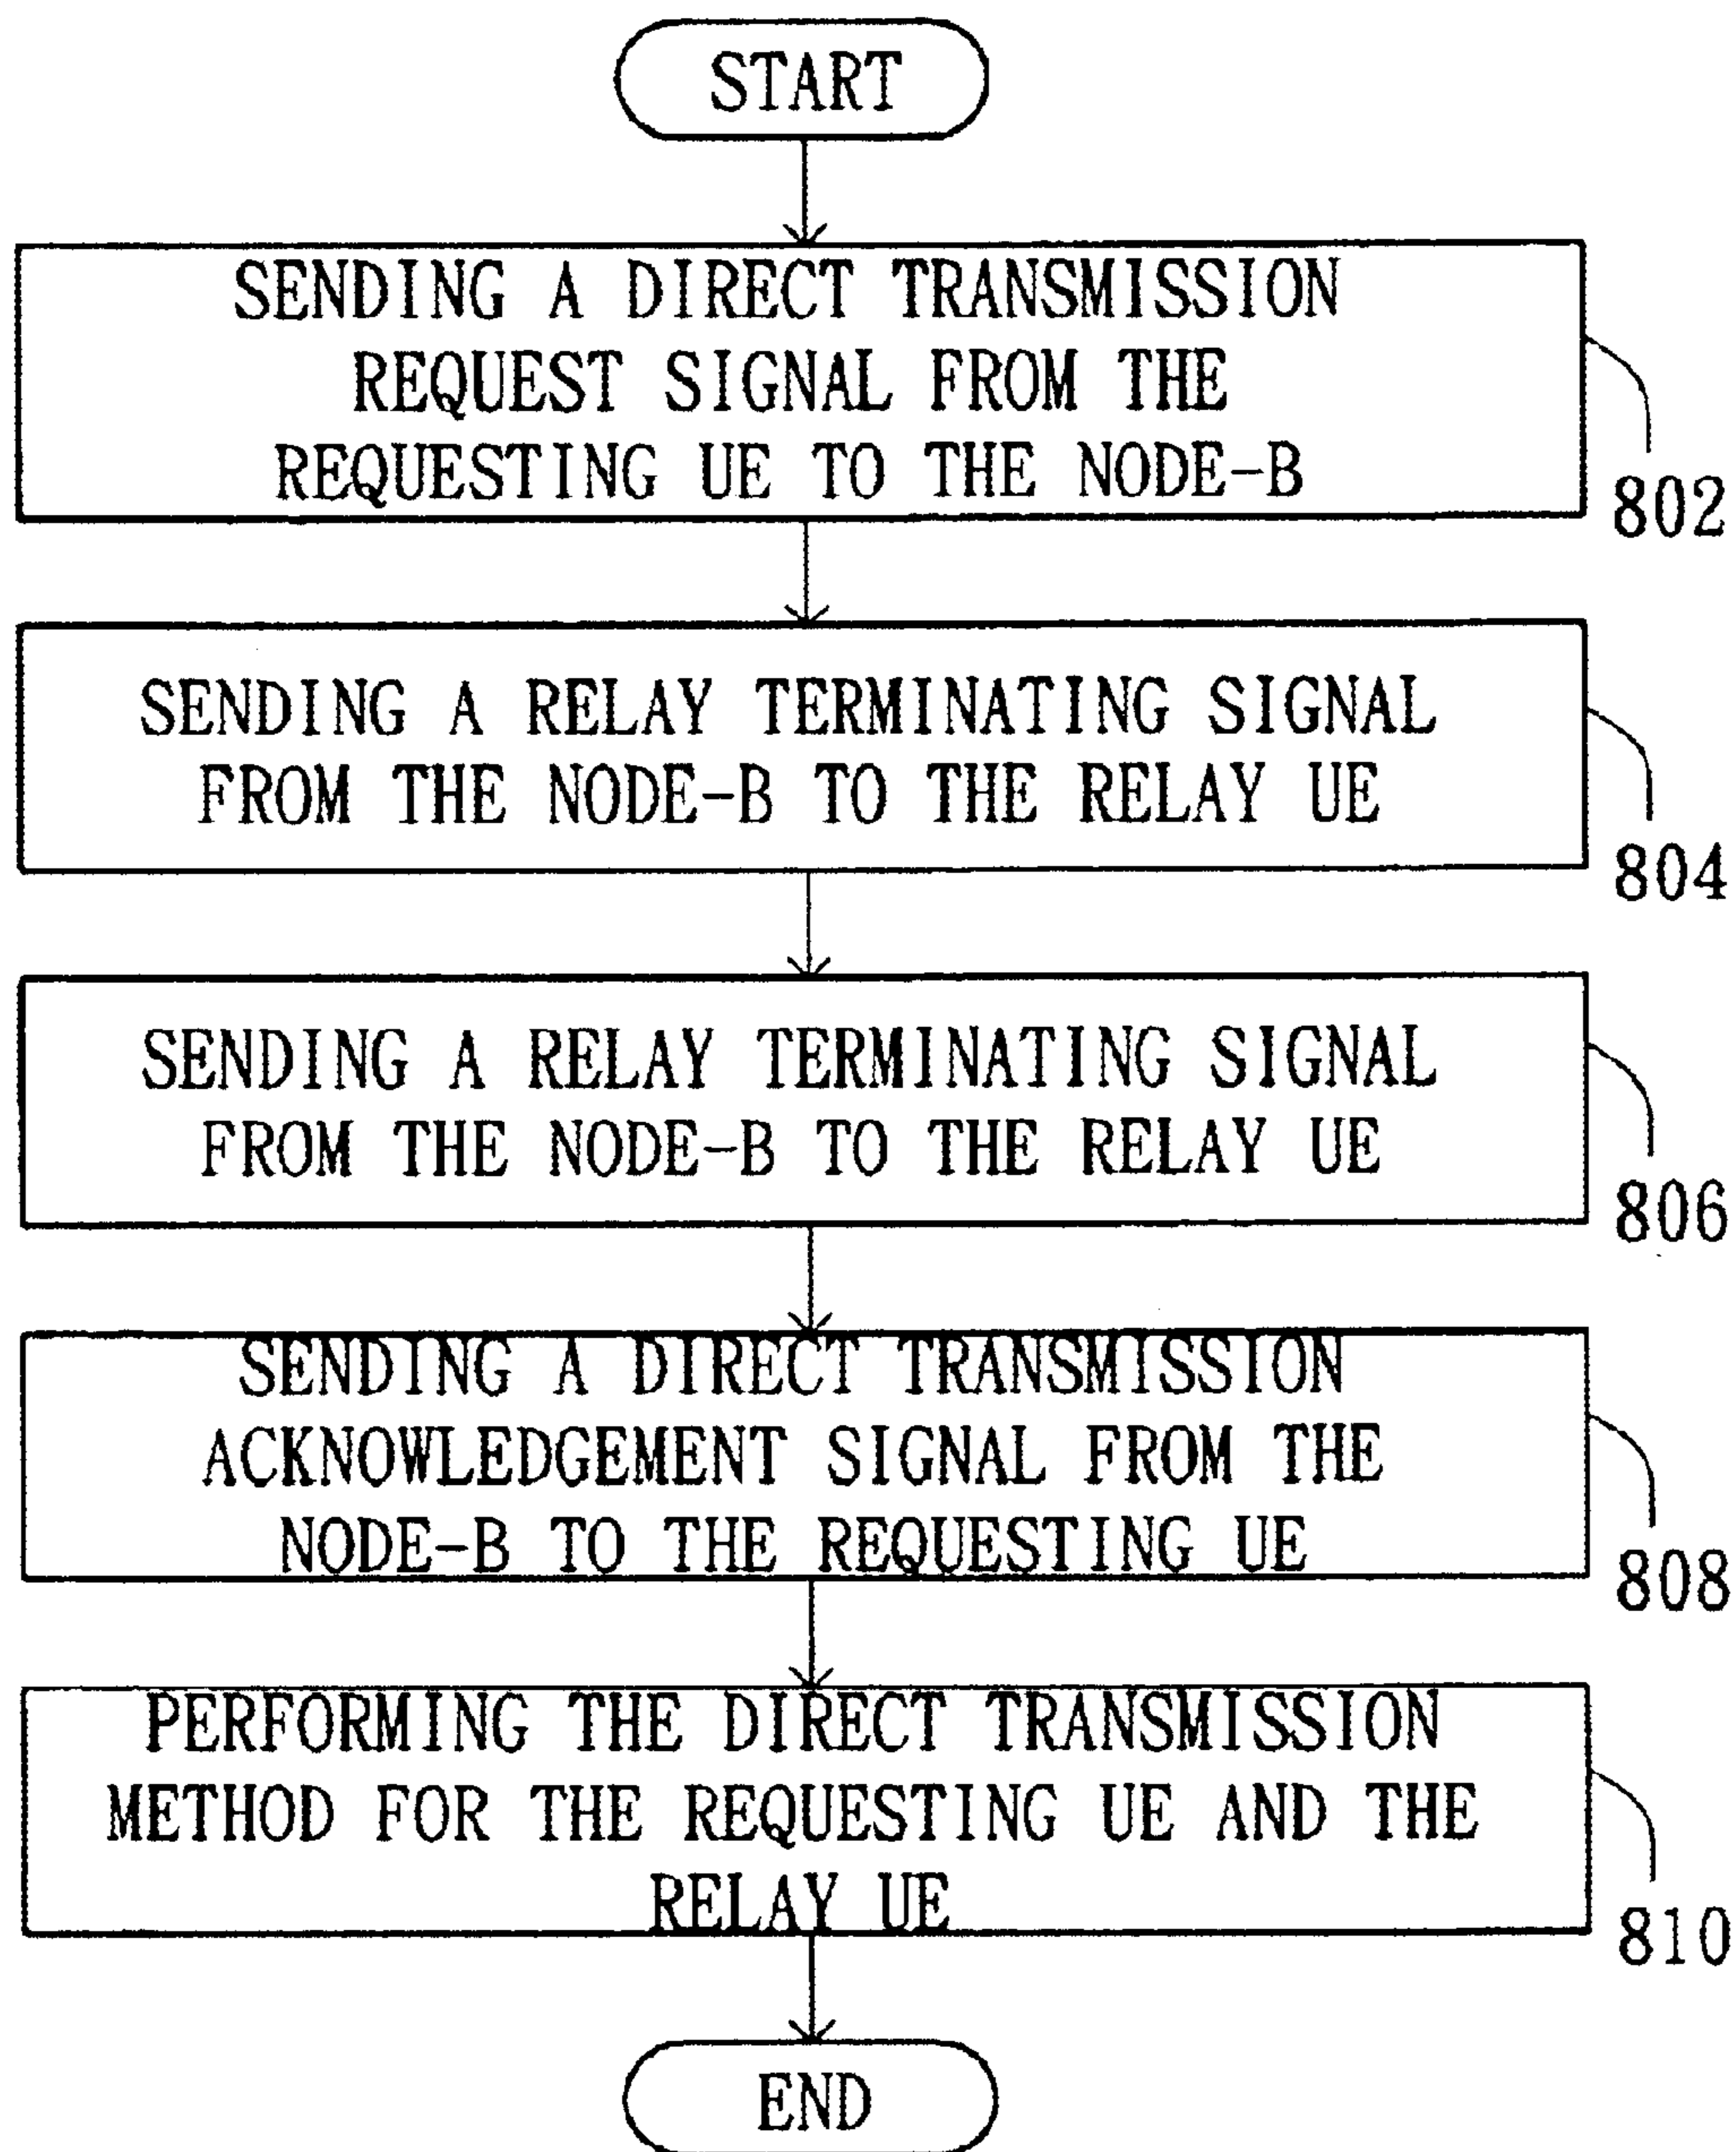 START
SENDING A DIRECT TRANSMISSION
REQUEST SIGNAL FROM THE
REQUESTING UE TO THE NODE-B
802
SENDING A RELAY TERMINATING SIGNAL
FROM THE NODE-B TO THE RELAY UE
804
SENDING A RELAY TERMINATING SIGNAL
FROM THE NODE-B TO THE RELAY UE
806
SENDING A DIRECT TRANSMISSION
ACKNOWLEDGEMENT SIGNAL FROM THE
NODE-B TO THE REQUESTING UE
808
PERFORMING THE DIRECT TRANSMISSION
METHOD FOR THE REQUESTING UE AND THE
RELAY UE
810
END